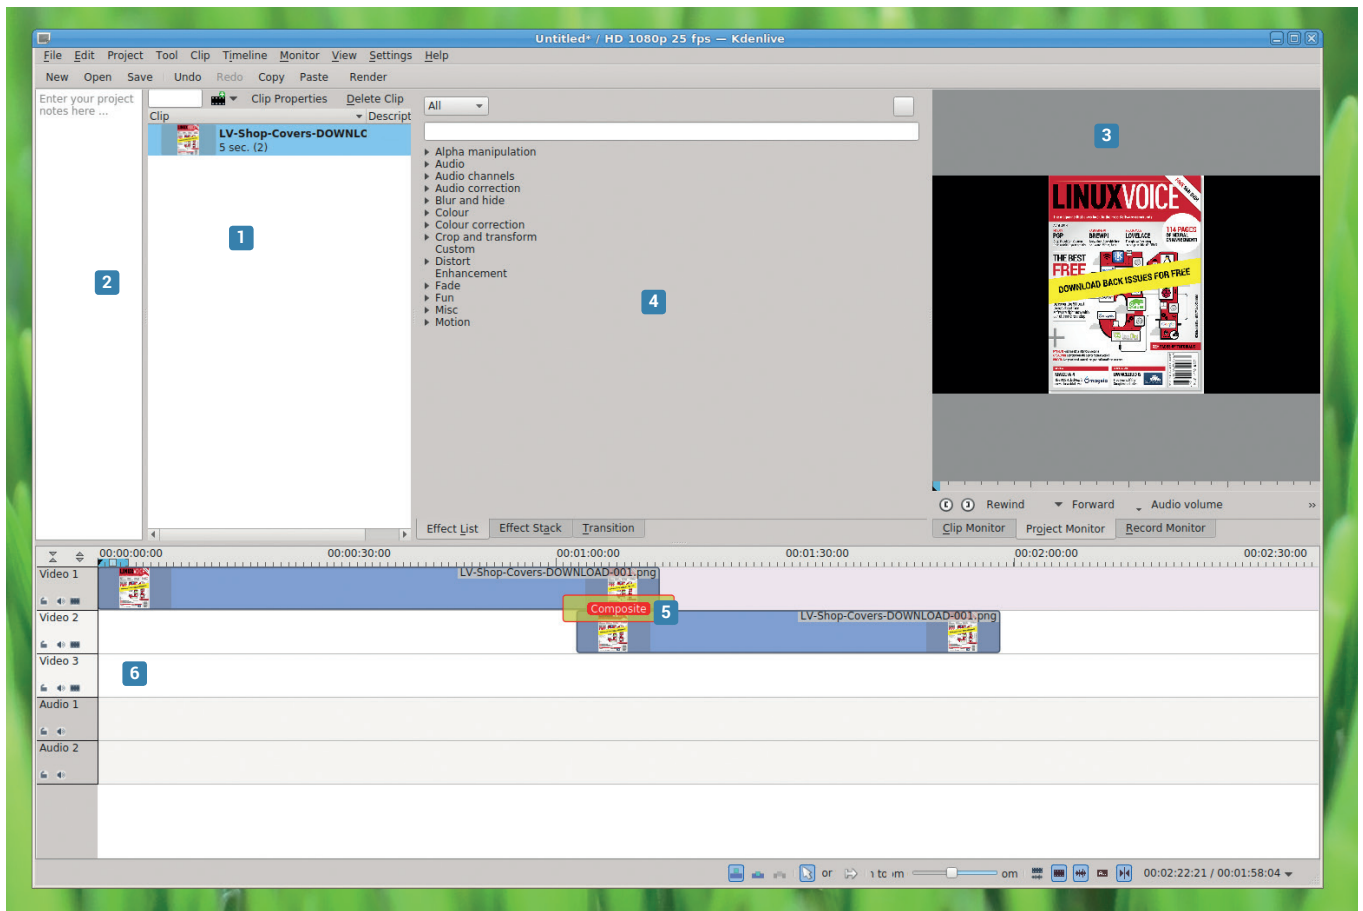 Untitled* / HD 1080p 25 fps — Kdenlive
File Edit Project Tool Clip Timeline Monitor View Settings Help
New Open Save Undo Redo Copy Paste Render
Enter your project
notes here ...
Clip Properties Delete Clip
Clip Descript
LV-Shop-Covers-DOWNLC
5 sec. (2)
1
2
All
Alpha manipulation
Audio
Audio channels
Audio correction
Blur and hide
Colour
Colour correction
Crop and transform
Custom
Distort
Enhancement
Fade
Fun
Misc
Motion
4
Effect List Effect Stack Transition
3
LINUXVOICE
POP BREWPI LOVELACE
114 PAGES
THE BEST
FREE
DOWNLOAD BACK ISSUES FOR FREE
Rewind Forward Audio volume »
Clip Monitor Project Monitor Record Monitor
00:00:00:00 00:00:30:00 00:01:00:00 00:01:30:00 00:02:00:00 00:02:30:00
Video 1
LV-Shop-Covers-DOWNLOAD-001.png
Composite 5
Video 2
LV-Shop-Covers-DOWNLOAD-001.png
Video 3
6
Audio 1
Audio 2
or om 00:02:22:21 / 00:01:58:04